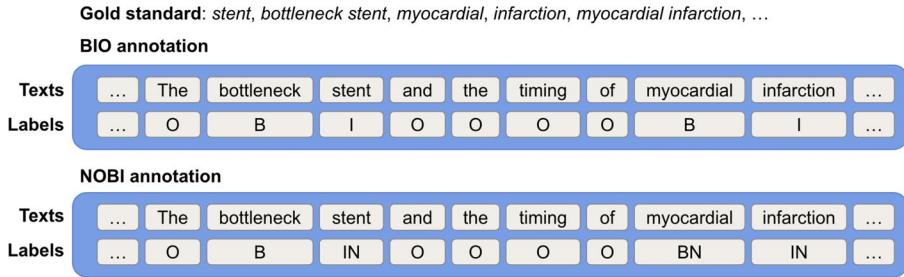 Gold standard: stent, bottleneck stent, myocardial, infarction, myocardial infarction, …
BIO annotation
Texts … The bottleneck stent and the timing of myocardial infarction …
Labels … O B I O O O O B I …
NOBI annotation
Texts … The bottleneck stent and the timing of myocardial infarction …
Labels … O B IN O O O O BN IN …